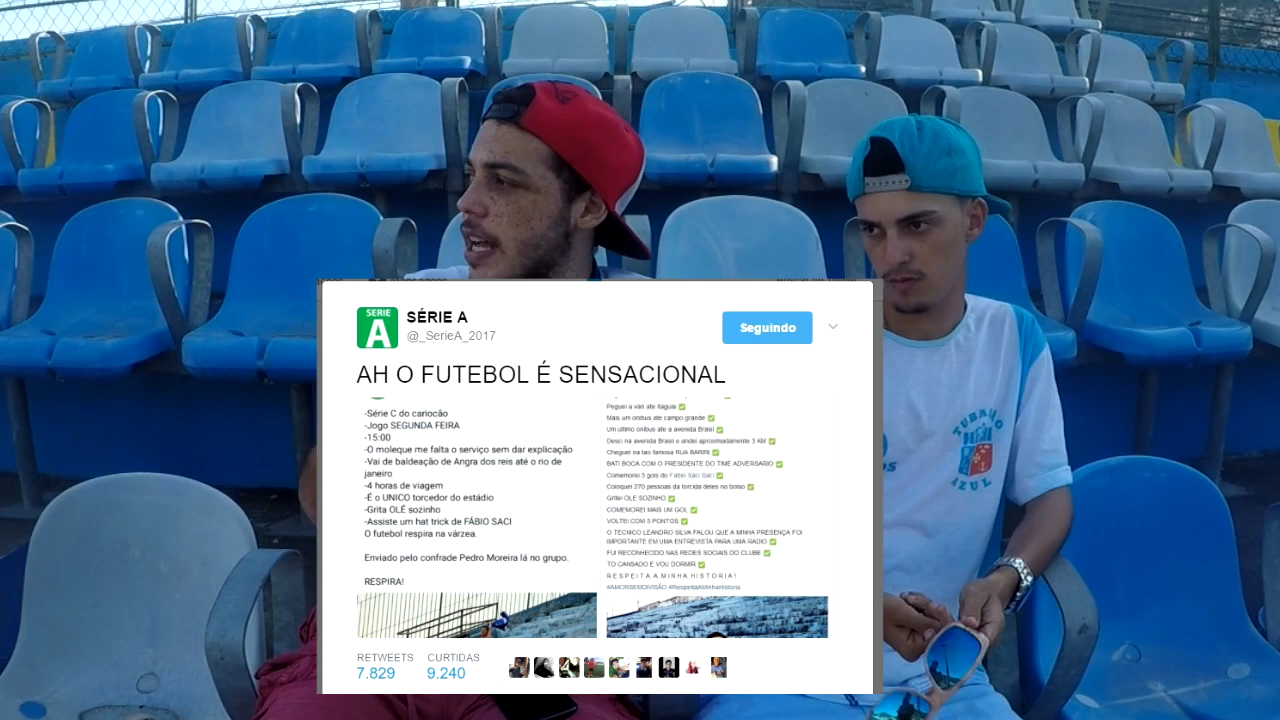 SERIE
A
SÉRIE A
@_SerieA_2017
Seguindo
AH O FUTEBOL É SENSACIONAL
-Série C do cariocão
-Jogo SEGUNDA FEIRA
-15:00
-O moleque me falta o serviço sem dar explicação
-Vai de baldeação de Angra dos reis até o rio de
janeiro
-4 horas de viagem
-É o UNICO torcedor do estádio
-Grita OLÉ sozinho
-Assiste um hat trick de FÁBIO SACI
O futebol respira na várzea.
Enviado pelo confrade Pedro Moreira lá no grupo.
RESPIRA!
Peguei a van ate itaguai ✅
Mais um onibus ate campo grande ✅
Um ultimo onibus ate a avenida Brasil ✅
Desci na avenida Brasil e andei aproximadamente 3 KM ✅
Cheguei na tao famosa RUA BARIRI ✅
BATI BOCA COM O PRESIDENTE DO TIME ADVERSARIO ✅
Comemorei 3 gols do Fabio Sao Saci ✅
Coloquei 270 pessoas da torcida deles no bolso ✅
Gritei OLE SOZINHO ✅
COMEMOREI MAIS UM GOL ✅
VOLTEI COM 3 PONTOS ✅
O TECNICO LEANDRO SILVA FALOU QUE A MINHA PRESENÇA FOI
IMPORTANTE EM UMA ENTREVISTA PARA UMA RADIO ✅
FUI RECONHECIDO NAS REDES SOCIAIS DO CLUBE ✅
TO CANSADO E VOU DORMIR ✅
R E S P E I T A A M I N H A H I S T O R I A !
#AMORSEMDIVISÃO #RespeitaAMinhaHistoria
RETWEETS CURTIDAS
7.829 9.240
TUBARÃO
AZUL